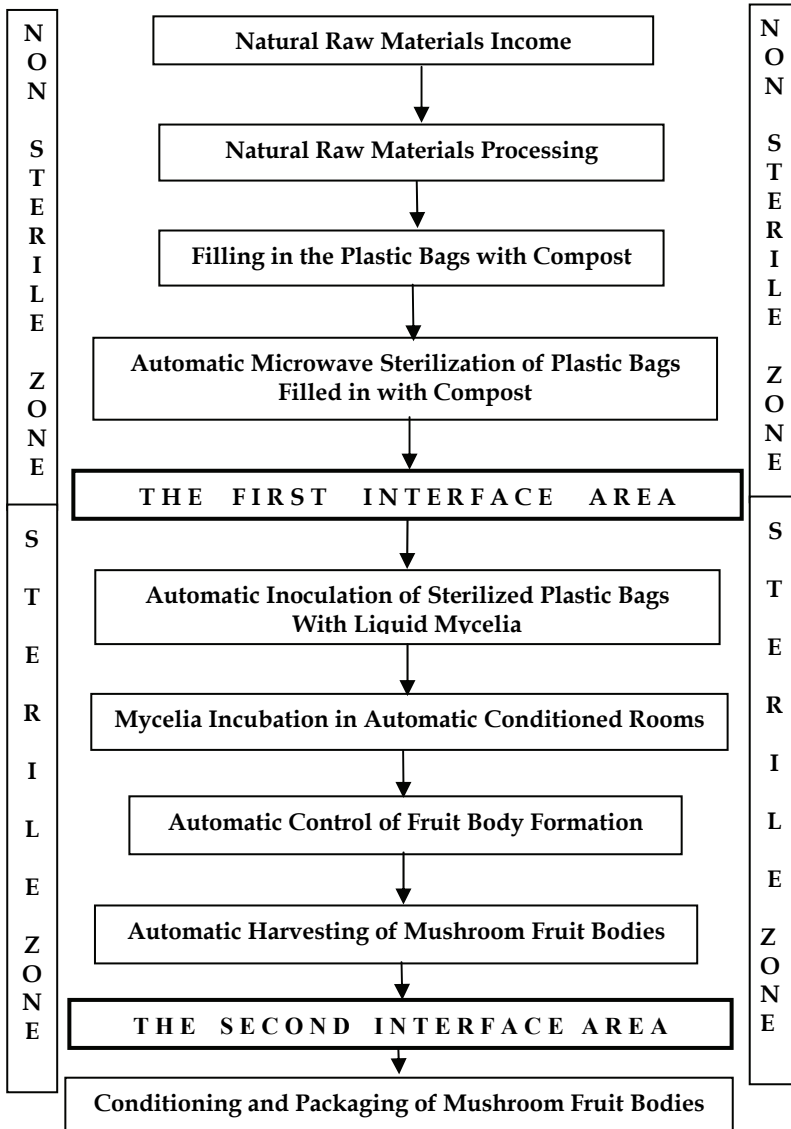 NON STERILE ZONE
NON STERILE ZONE
Natural Raw Materials Income
Natural Raw Materials Processing
Filling in the Plastic Bags with Compost
Automatic Microwave Sterilization of Plastic Bags
Filled in with Compost
THE FIRST INTERFACE AREA
STERILE ZONE
STERILE ZONE
Automatic Inoculation of Sterilized Plastic Bags
With Liquid Mycelia
Mycelia Incubation in Automatic Conditioned Rooms
Automatic Control of Fruit Body Formation
Automatic Harvesting of Mushroom Fruit Bodies
THE SECOND INTERFACE AREA
Conditioning and Packaging of Mushroom Fruit Bodies